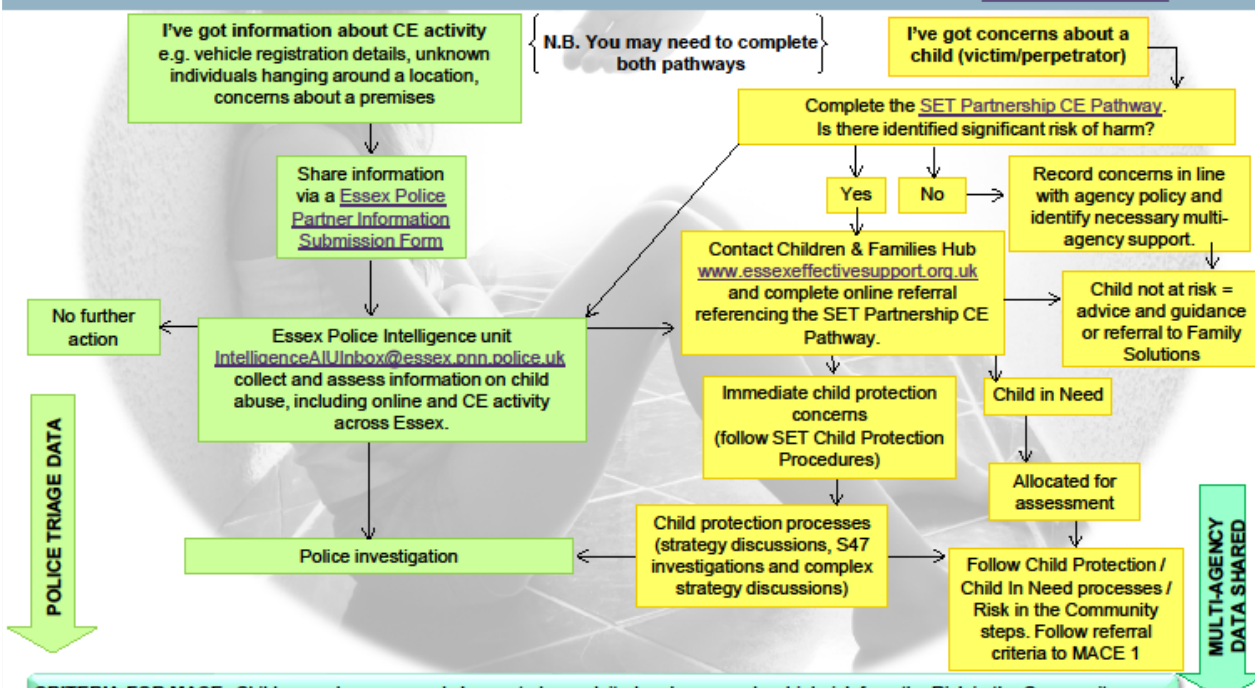 I've got information about CE activity
e.g. vehicle registration details, unknown
individuals hanging around a location,
concerns about a premises
N.B. You may need to complete
both pathways
I've got concerns about a
child (victim/perpetrator)
Complete the SET Partnership CE Pathway.
Is there identified significant risk of harm?
Share information
via a Essex Police
Partner Information
Submission Form
Yes
No
Record concerns in line
with agency policy and
identify necessary multi-
agency support.
Contact Children & Families Hub
www.essexeffectivesupport.org.uk
and complete online referral
referencing the SET Partnership CE
Pathway.
Child not at risk =
advice and guidance
or referral to Family
Solutions
No further
action
Essex Police Intelligence unit
IntelligenceAIUInbox@essex.pnn.police.uk
collect and assess information on child
abuse, including online and CE activity
across Essex.
Immediate child protection
concerns
(follow SET Child Protection
Procedures)
Child in Need
Allocated for
assessment
POLICE TRIAGE DATA
Police investigation
Child protection processes
(strategy discussions, S47
investigations and complex
strategy discussions)
Follow Child Protection /
Child In Need processes /
Risk in the Community
steps. Follow referral
criteria to MACE 1
MULTI-AGENCY
DATA SHARED